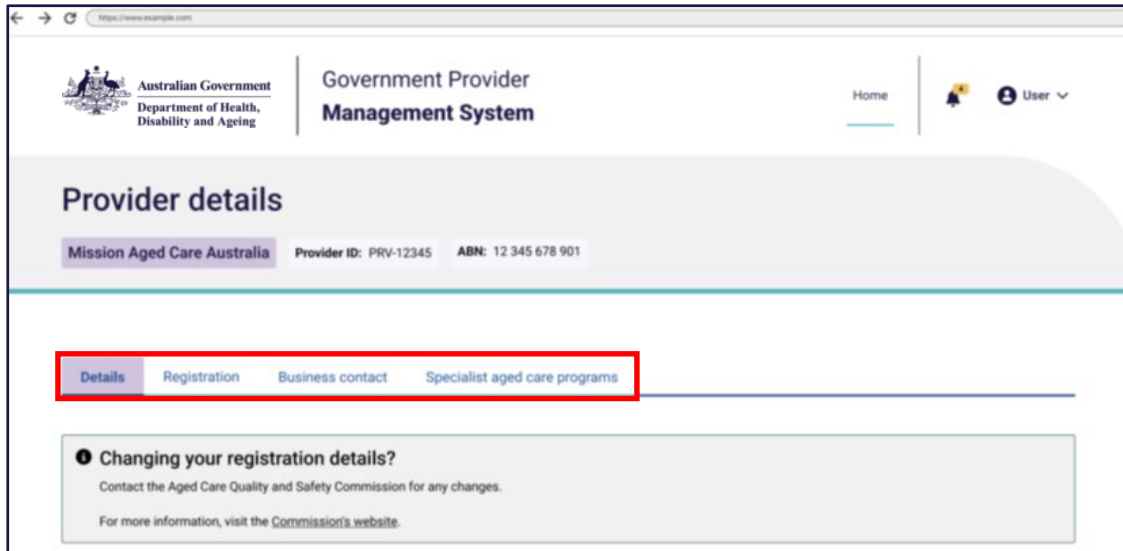 https://www.example.com
Australian Government
Department of Health,
Disability and Ageing
Government Provider
Management System
Home
4
User
Provider details
Mission Aged Care Australia Provider ID: PRV-12345 ABN: 12 345 678 901
Details Registration Business contact Specialist aged care programs
Changing your registration details?
Contact the Aged Care Quality and Safety Commission for any changes.
For more information, visit the Commission's website.